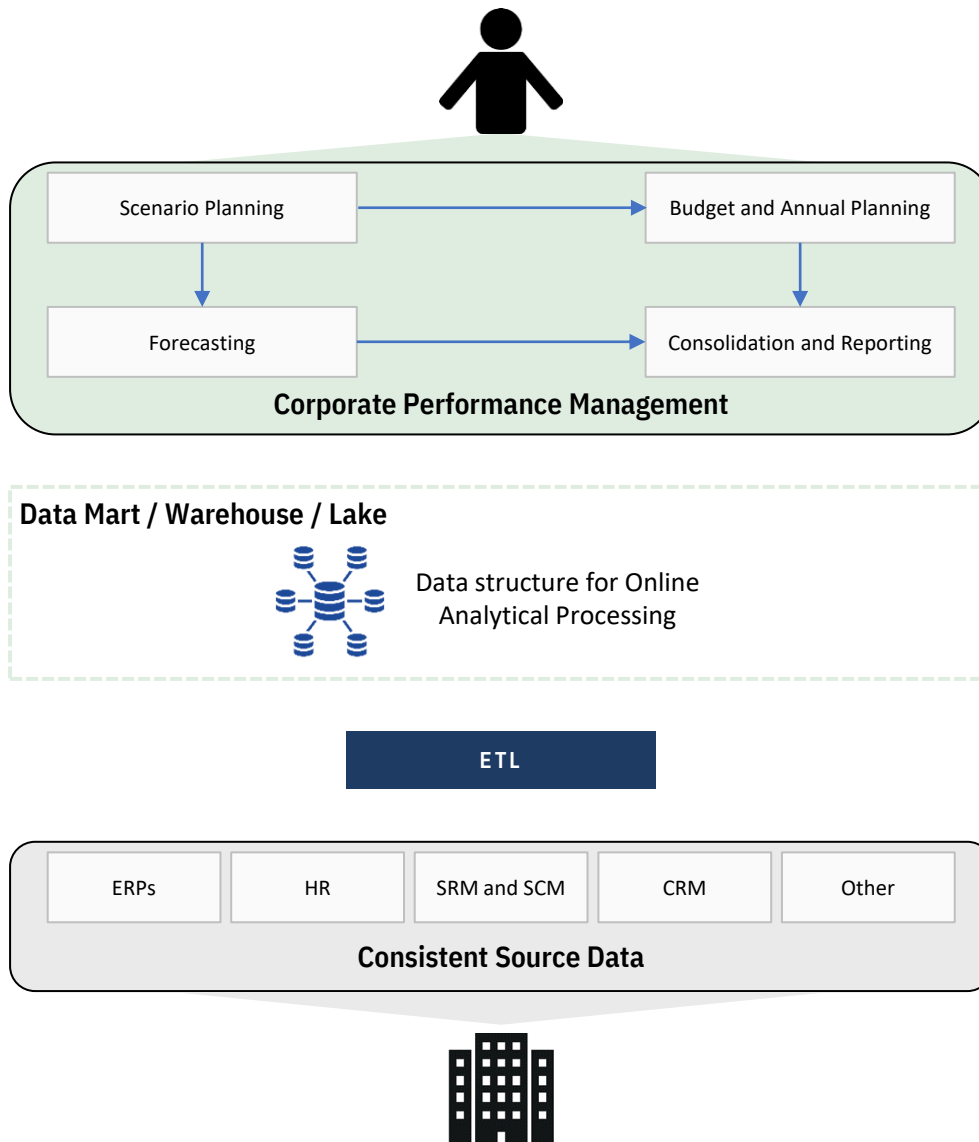 Scenario Planning
Budget and Annual Planning
Forecasting
Consolidation and Reporting
Corporate Performance Management
Data Mart / Warehouse / Lake
Data structure for Online
Analytical Processing
ETL
ERPs
HR
SRM and SCM
CRM
Other
Consistent Source Data